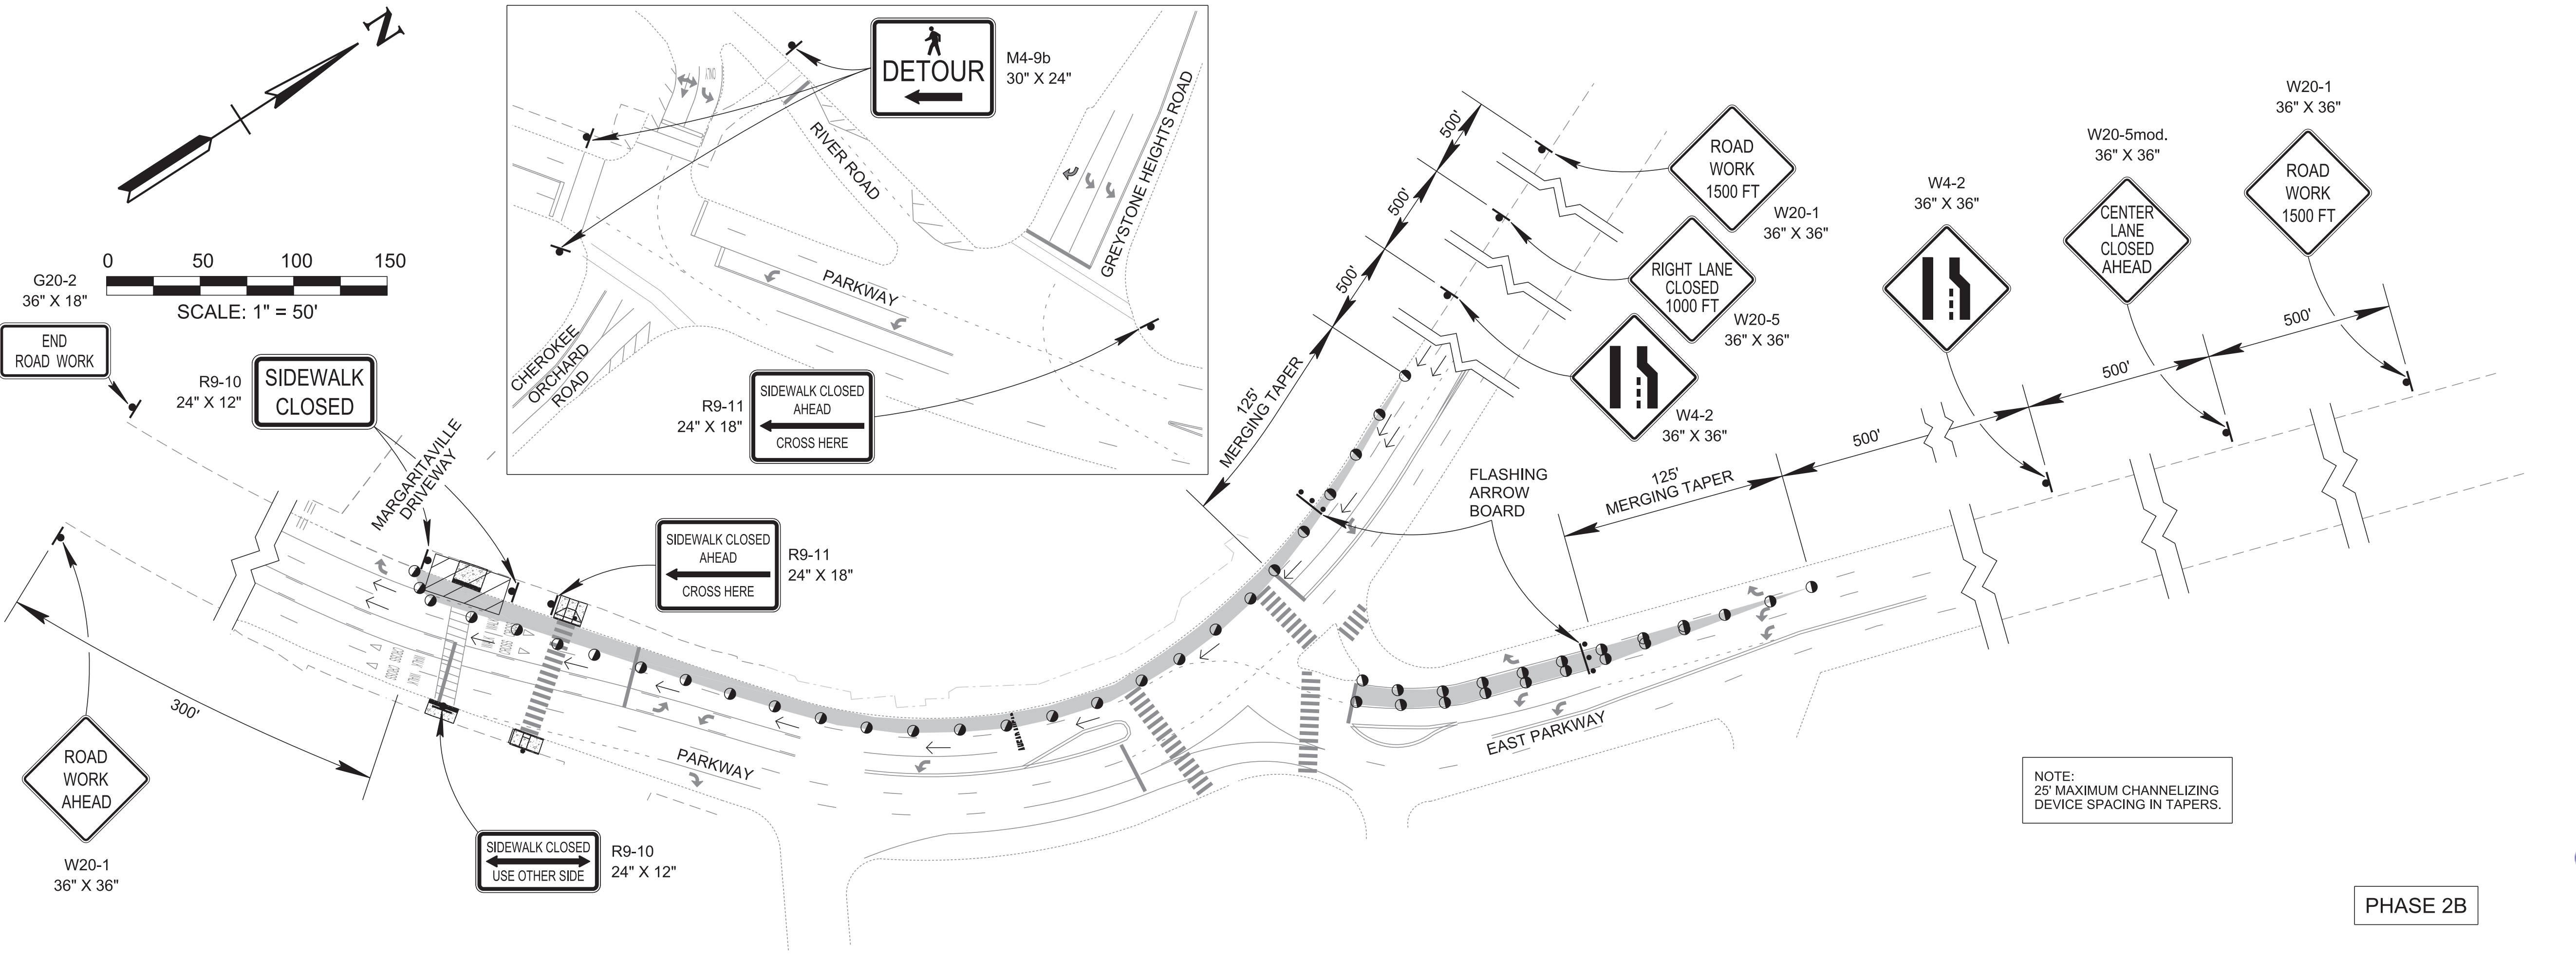 N
0 50 100 150
SCALE: 1" = 50'
G20-2
36" X 18"
END
ROAD WORK
R9-10
24" X 12"
SIDEWALK
CLOSED
MARGARITAVILLE
DRIVEWAY
DETOUR
M4-9b
30" X 24"
ONLY
RIVER ROAD
GREYSTONE HEIGHTS ROAD
PARKWAY
CHEROKEE
ORCHARD
ROAD
R9-11
24" X 18"
SIDEWALK CLOSED
AHEAD
CROSS HERE
SIDEWALK CLOSED
AHEAD
CROSS HERE
R9-11
24" X 18"
500'
500'
500'
125'
MERGING TAPER
ROAD
WORK
1500 FT
W20-1
36" X 36"
RIGHT LANE
CLOSED
1000 FT
W20-5
36" X 36"
W4-2
36" X 36"
FLASHING
ARROW
BOARD
W4-2
36" X 36"
W20-5mod.
36" X 36"
CENTER
LANE
CLOSED
AHEAD
W20-1
36" X 36"
ROAD
WORK
1500 FT
500'
500'
500'
125'
MERGING TAPER
300'
ROAD
WORK
AHEAD
W20-1
36" X 36"
SIDEWALK CLOSED
USE OTHER SIDE
R9-10
24" X 12"
PARKWAY
EAST PARKWAY
NOTE:
25' MAXIMUM CHANNELIZING
DEVICE SPACING IN TAPERS.
PHASE 2B